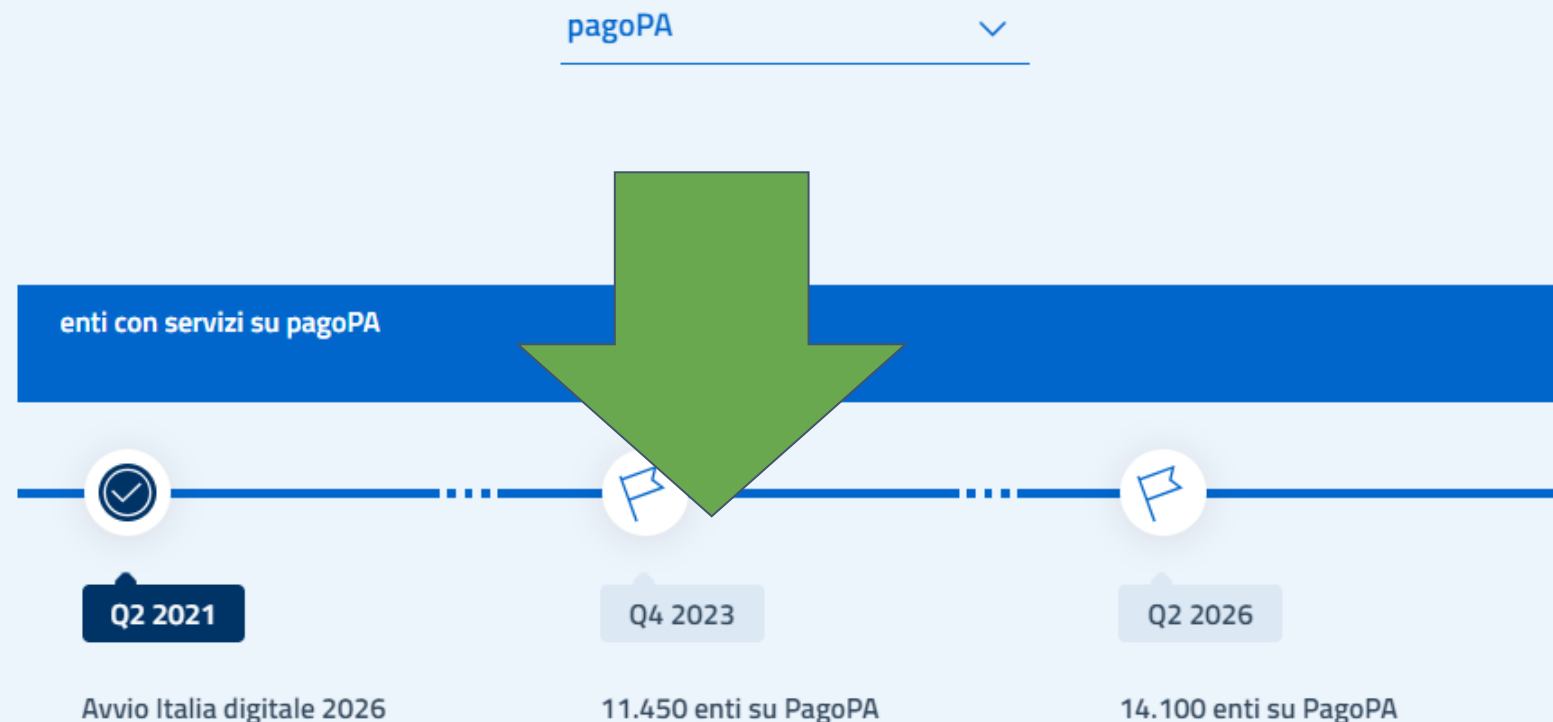 pagoPA
enti con servizi su pagoPA
Q2 2021
Q4 2023
Q2 2026
Avvio Italia digitale 2026
11.450 enti su PagoPA
14.100 enti su PagoPA